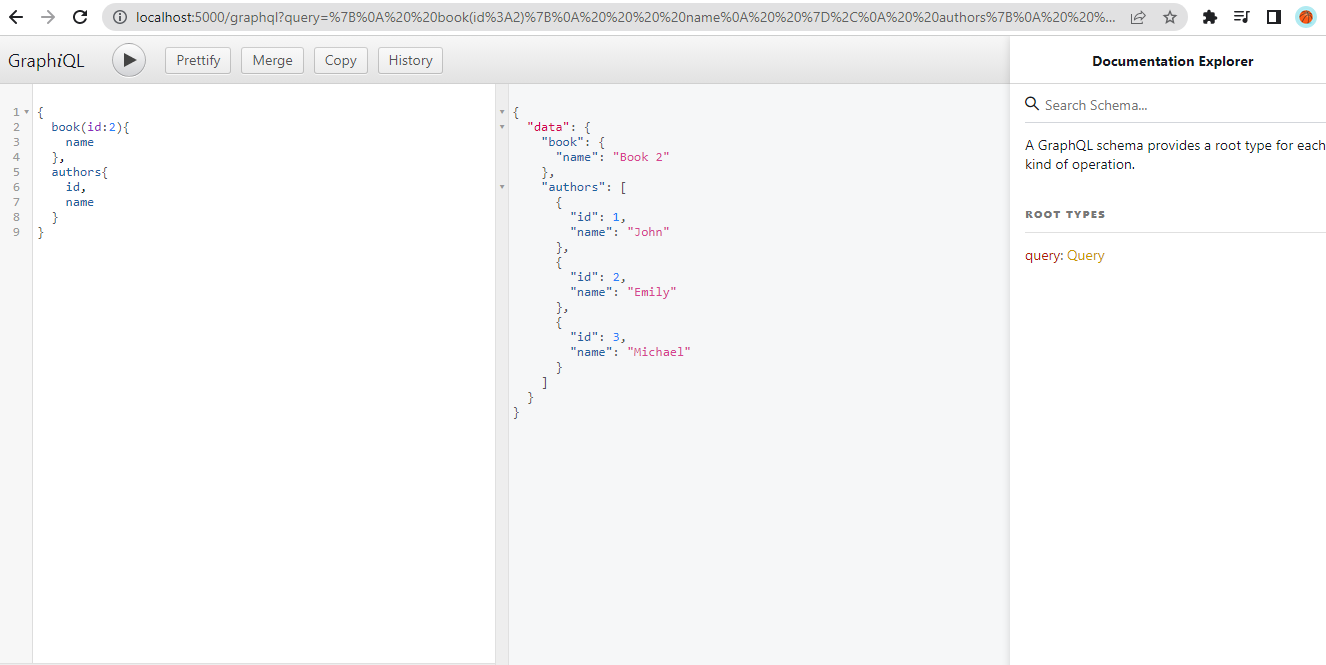 localhost:5000/graphql?query=%7B%0A%20%20book(id%3A2)%7B%0A%20%20%20%20name%0A%20%20%7D%2C%0A%20%20authors%7B%0A%20%20%...
GraphiQL
Prettify
Merge
Copy
History
Documentation Explorer
1 {
2 book(id:2){
3 name
4 },
5 authors{
6 id,
7 name
8 }
9 }
{
"data": {
"book": {
"name": "Book 2"
},
"authors": [
{
"id": 1,
"name": "John"
},
{
"id": 2,
"name": "Emily"
},
{
"id": 3,
"name": "Michael"
}
]
}
}
Search Schema...
A GraphQL schema provides a root type for each
kind of operation.
ROOT TYPES
query: Query